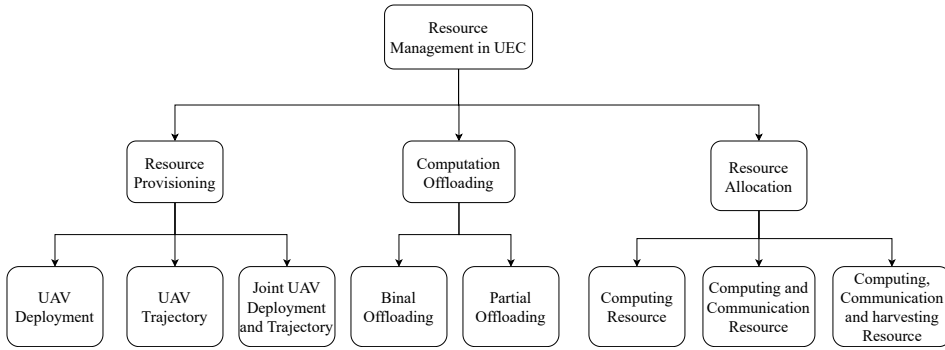 Resource
Management in UEC
Resource
Provisioning
Computation
Offloading
Resource
Allocation
UAV
Deployment
UAV
Trajectory
Joint UAV
Deployment
and Trajectory
Binal
Offloading
Partial
Offloading
Computing
Resource
Computing and
Communication
Resource
Computing,
Communication
and harvesting
Resource